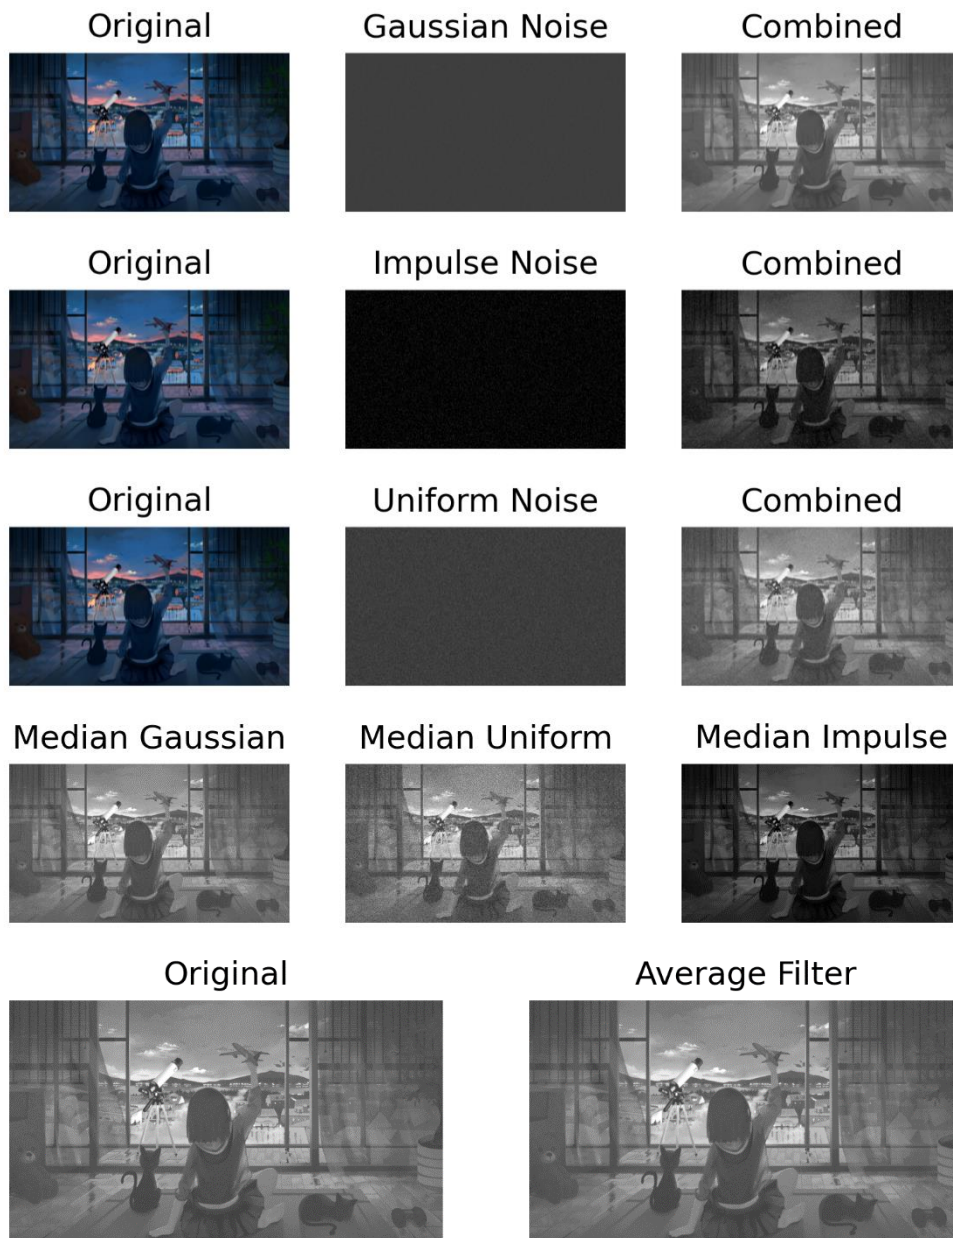 Original
Gaussian Noise
Combined
Original
Impulse Noise
Combined
Original
Uniform Noise
Combined
Median Gaussian
Median Uniform
Median Impulse
Original
Average Filter